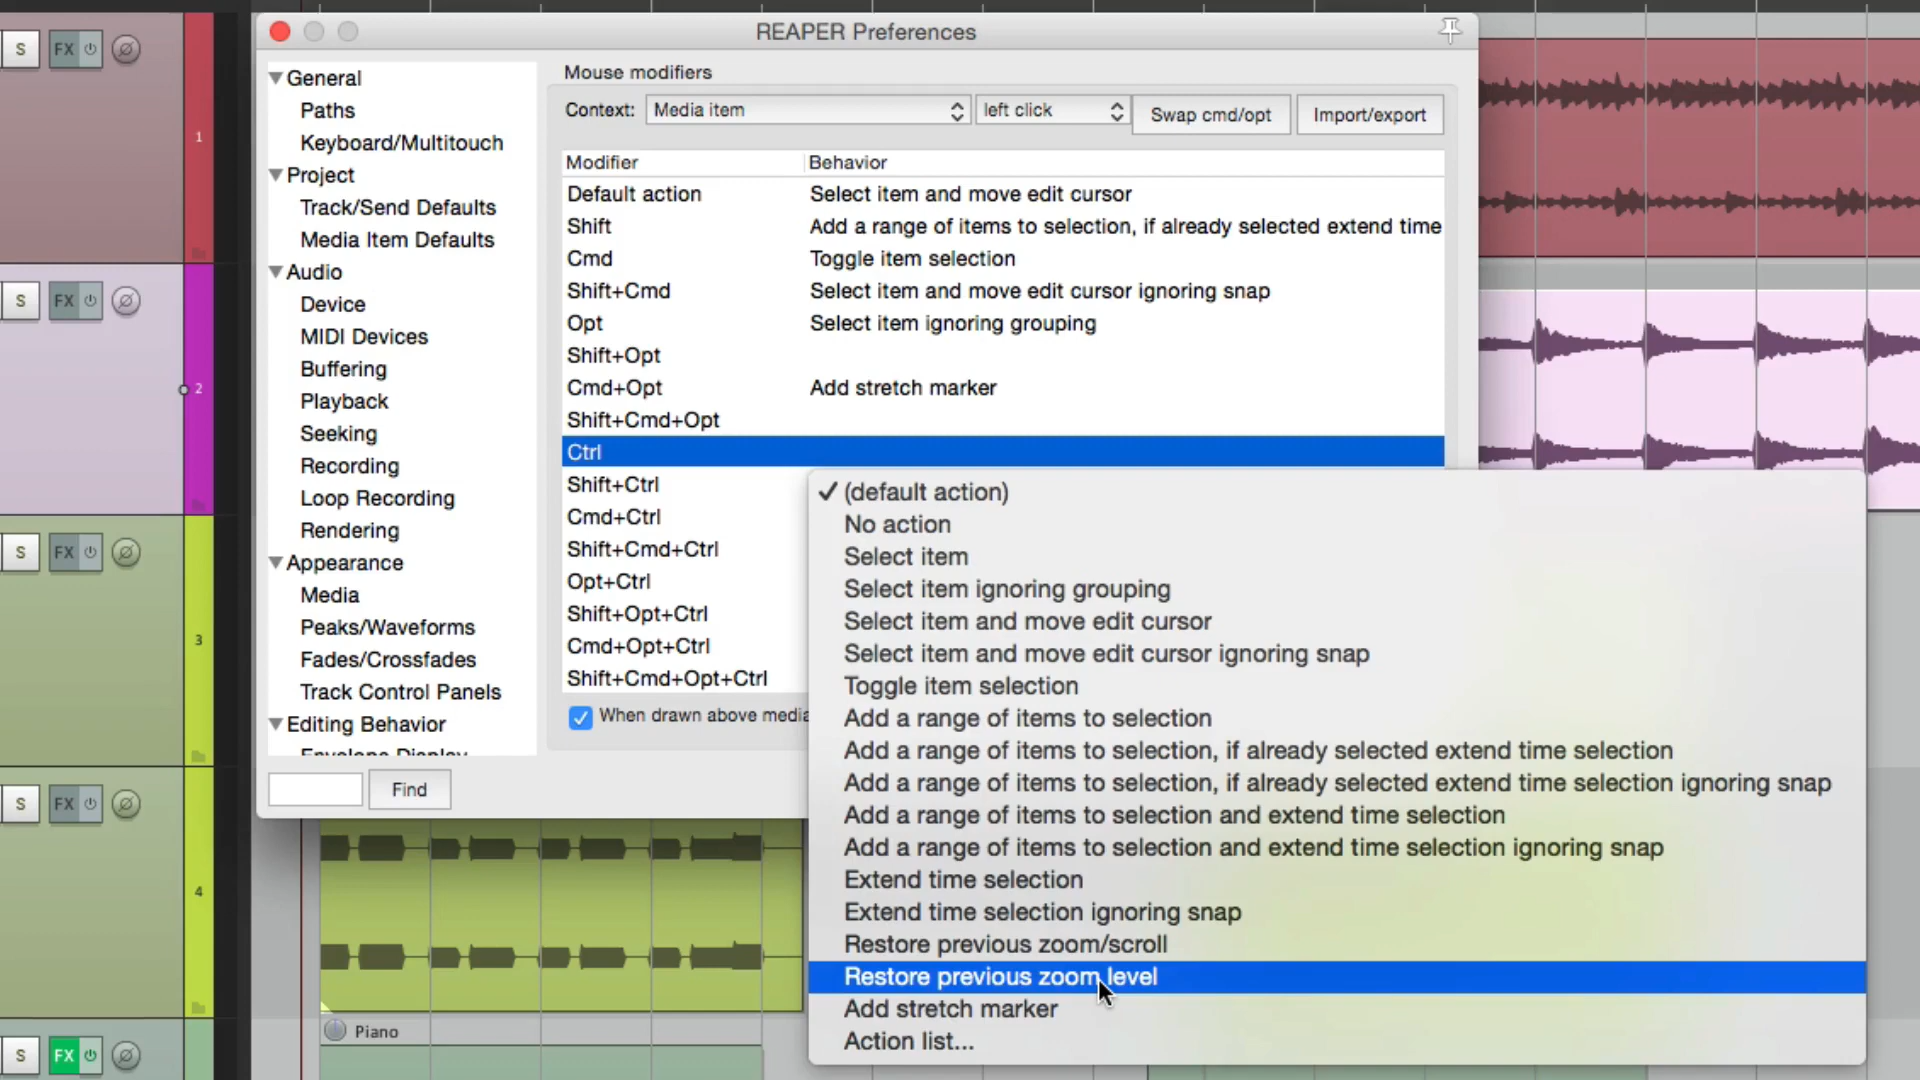 REAPER Preferences
General
Paths
Keyboard/Multitouch
Project
Track/Send Defaults
Media Item Defaults
Audio
Device
MIDI Devices
Buffering
Playback
Seeking
Recording
Loop Recording
Rendering
Appearance
Media
Peaks/Waveforms
Fades/Crossfades
Track Control Panels
Editing Behavior
Envelope Display
Find
Mouse modifiers
Context: Media item left click Swap cmd/opt Import/export
Modifier Behavior
Default action Select item and move edit cursor
Shift Add a range of items to selection, if already selected extend time
Cmd Toggle item selection
Shift+Cmd Select item and move edit cursor ignoring snap
Opt Select item ignoring grouping
Shift+Opt
Cmd+Opt Add stretch marker
Shift+Cmd+Opt
Ctrl
Shift+Ctrl
Cmd+Ctrl
Shift+Cmd+Ctrl
Opt+Ctrl
Shift+Opt+Ctrl
Cmd+Opt+Ctrl
Shift+Cmd+Opt+Ctrl
When drawn above media
(default action)
No action
Select item
Select item ignoring grouping
Select item and move edit cursor
Select item and move edit cursor ignoring snap
Toggle item selection
Add a range of items to selection
Add a range of items to selection, if already selected extend time selection
Add a range of items to selection, if already selected extend time selection ignoring snap
Add a range of items to selection and extend time selection
Add a range of items to selection and extend time selection ignoring snap
Extend time selection
Extend time selection ignoring snap
Restore previous zoom/scroll
Restore previous zoom level
Add stretch marker
Action list...
S FX 1
S FX 2
S FX 3
S FX 4
S FX
Piano